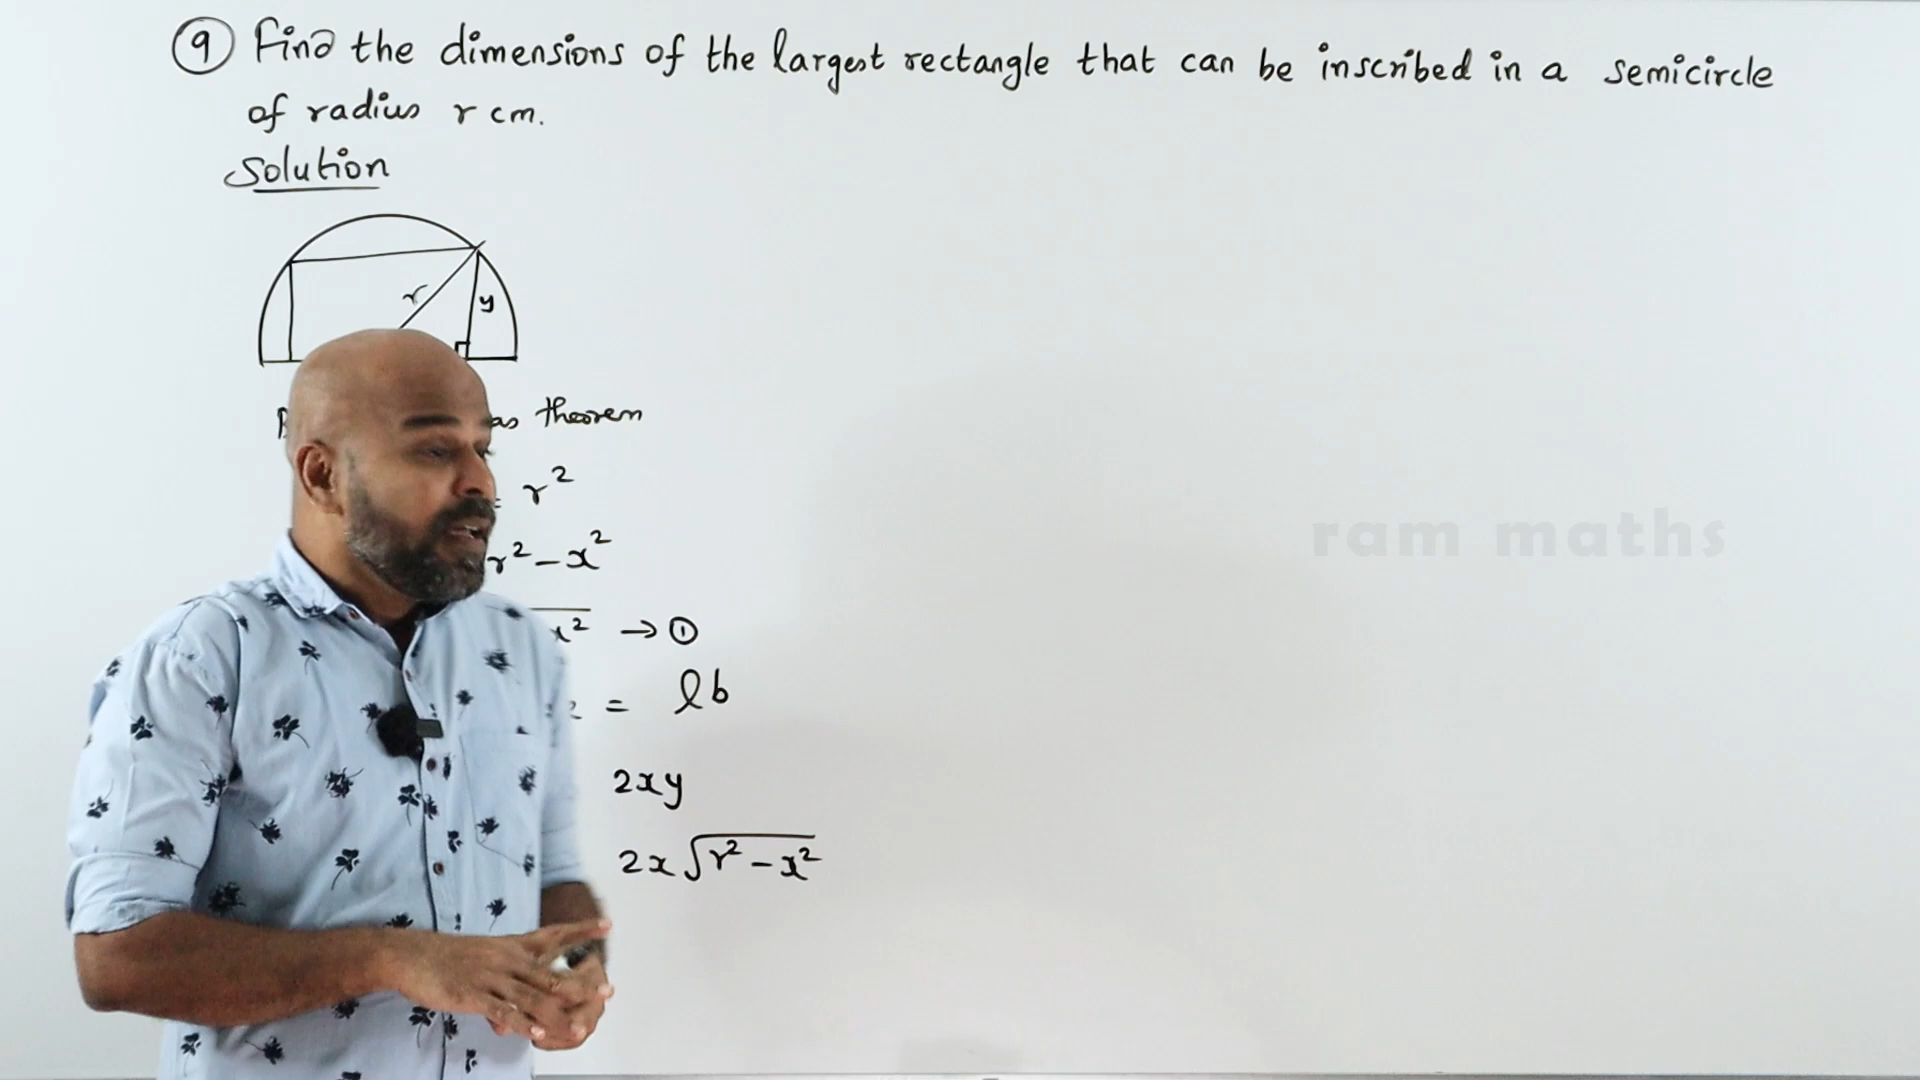 9 Find the dimensions of the largest rectangle that can be inscribed in a semicircle
of radius r cm.
Solution
r
y
theorem
r²
r² – x²
x² → ①
= lb
2xy
2x√(r² – x²)
ram maths